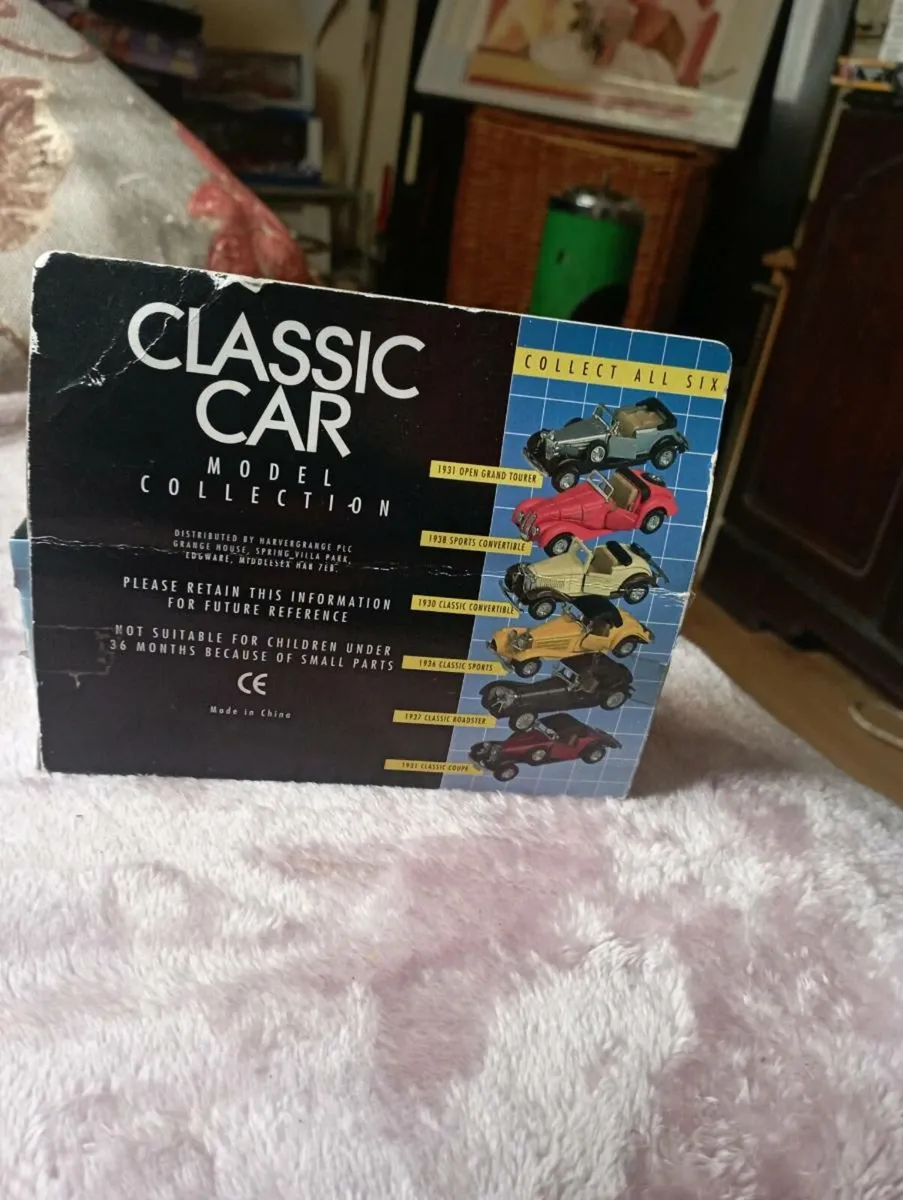 CLASSIC
CAR
MODEL
COLLECTION
DISTRIBUTED BY HARVERGRANGE PLC
GRANGE HOUSE, SPRING VILLA PARK,
EDGWARE, MIDDLESEX HA8 7EB.
PLEASE RETAIN THIS INFORMATION
FOR FUTURE REFERENCE
NOT SUITABLE FOR CHILDREN UNDER
36 MONTHS BECAUSE OF SMALL PARTS
CE
Made in China
COLLECT ALL SIX
1931 OPEN GRAND TOURER
1938 SPORTS CONVERTIBLE
1930 CLASSIC CONVERTIBLE
1936 CLASSIC SPORTS
1937 CLASSIC ROADSTER
CLASSIC COUPE